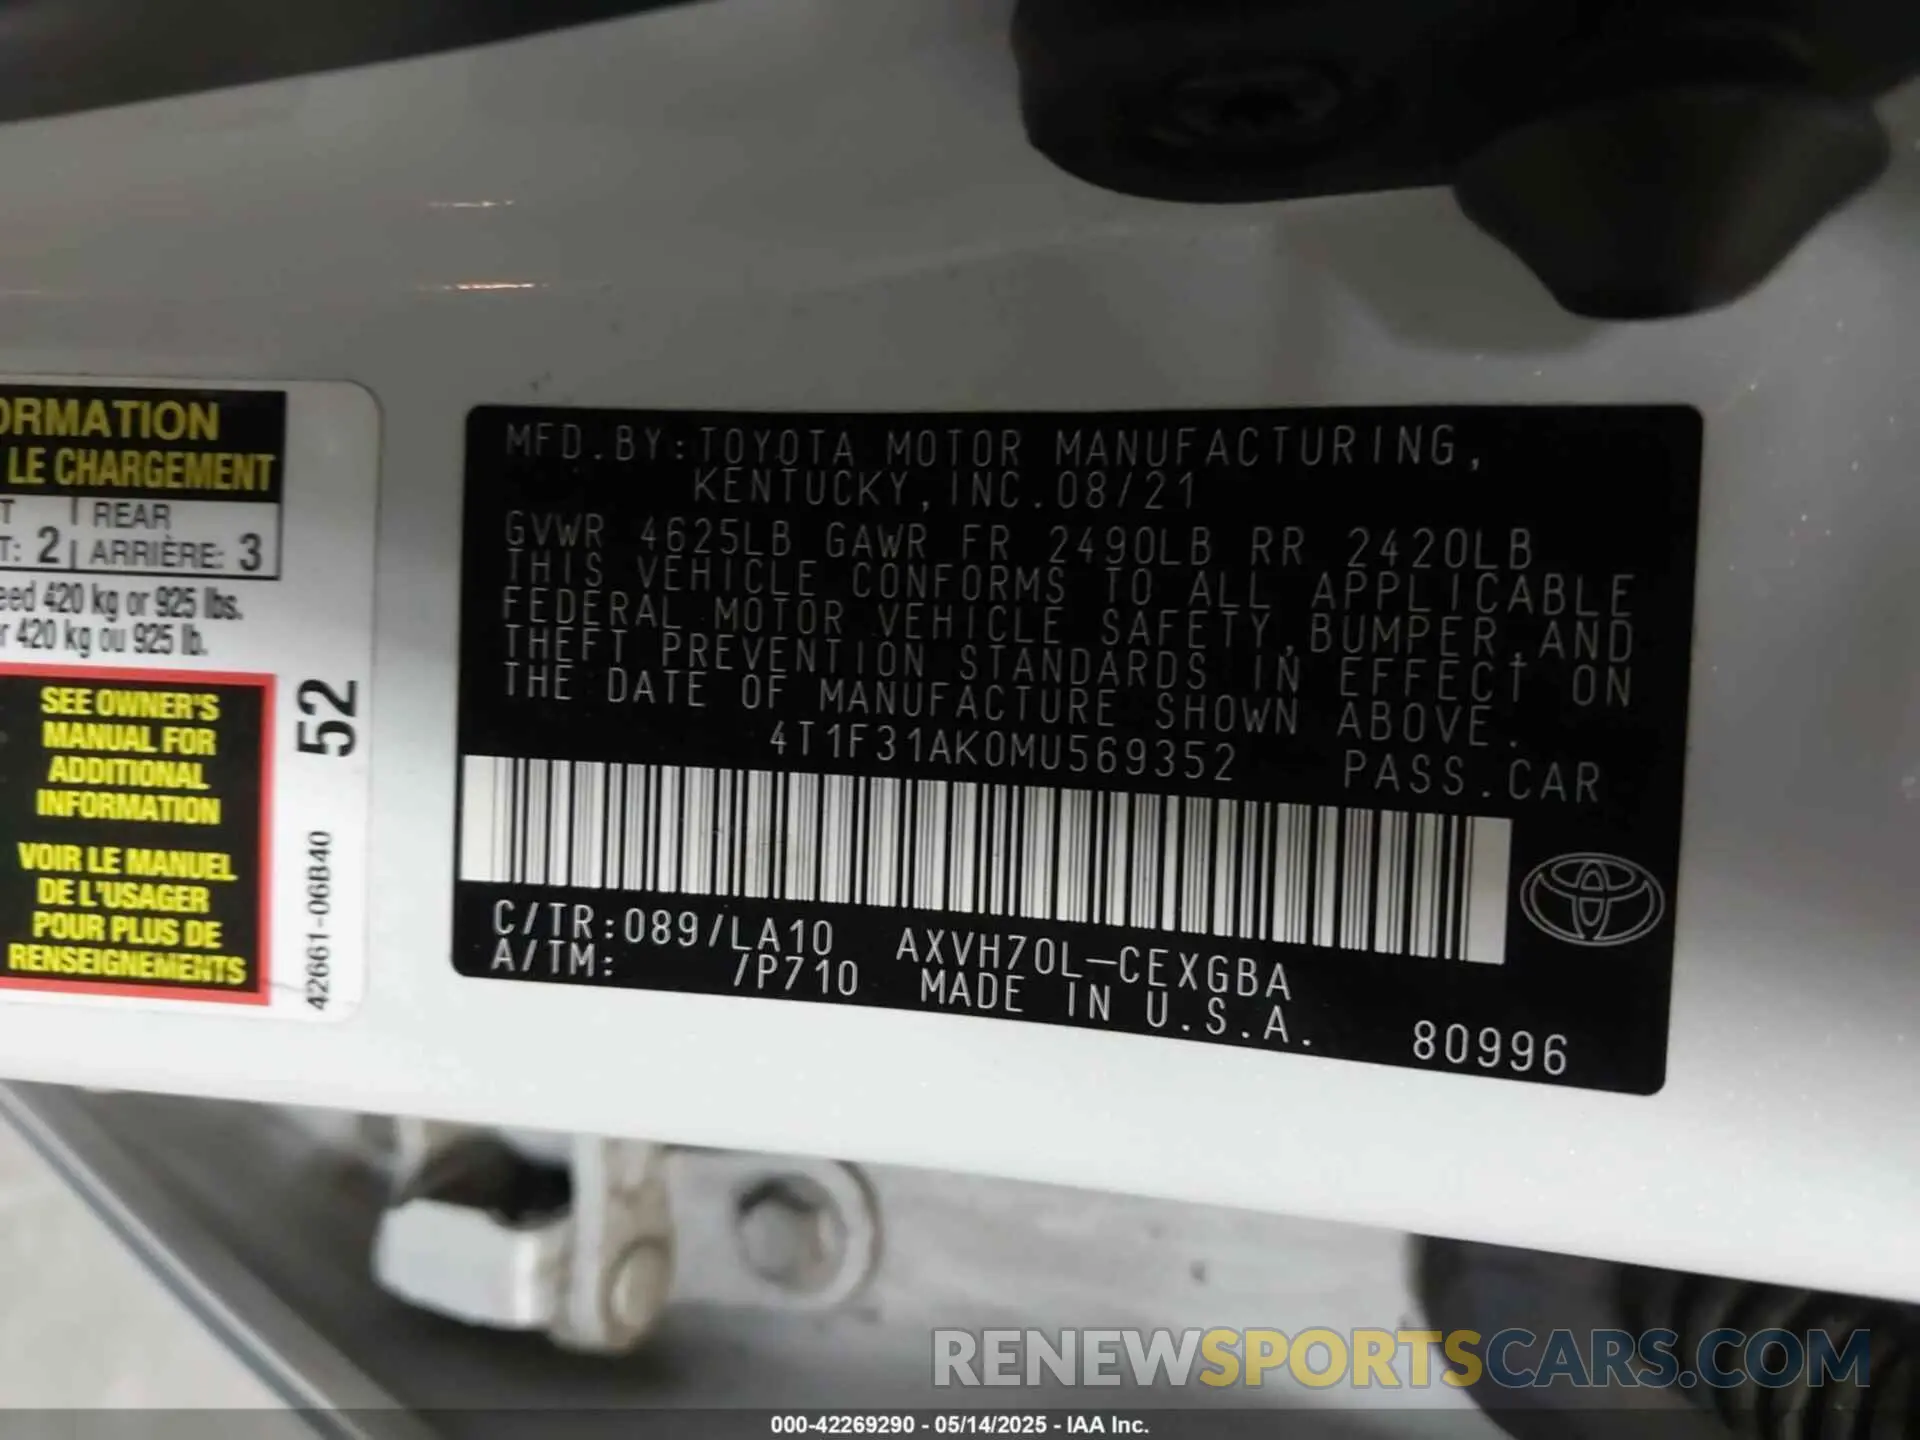 ORMATION
LE CHARGEMENT
T | REAR
T: 2 | ARRIÈRE: 3
eed 420 kg or 925 lbs.
r 420 kg ou 925 lb.
SEE OWNER'S
MANUAL FOR
ADDITIONAL
INFORMATION
VOIR LE MANUEL
DE L'USAGER
POUR PLUS DE
RENSEIGNEMENTS
52
42661-06B40
MFD. BY: TOYOTA MOTOR MANUFACTURING,
KENTUCKY, INC. 08/21
GVWR 4625LB GAWR FR 2490LB RR 2420LB
THIS VEHICLE CONFORMS TO ALL APPLICABLE
FEDERAL MOTOR VEHICLE SAFETY, BUMPER, AND
THEFT PREVENTION STANDARDS IN EFFECT ON
THE DATE OF MANUFACTURE SHOWN ABOVE.
4T1F31AK0MU569352 PASS. CAR
C/TR: 089/LA10 AXVH70L-CEXGBA
A/TM: /P710 MADE IN U.S.A.
80996
RENEWSPORTSCARS.COM
000-42269290 - 05/14/2025 - IAA Inc.